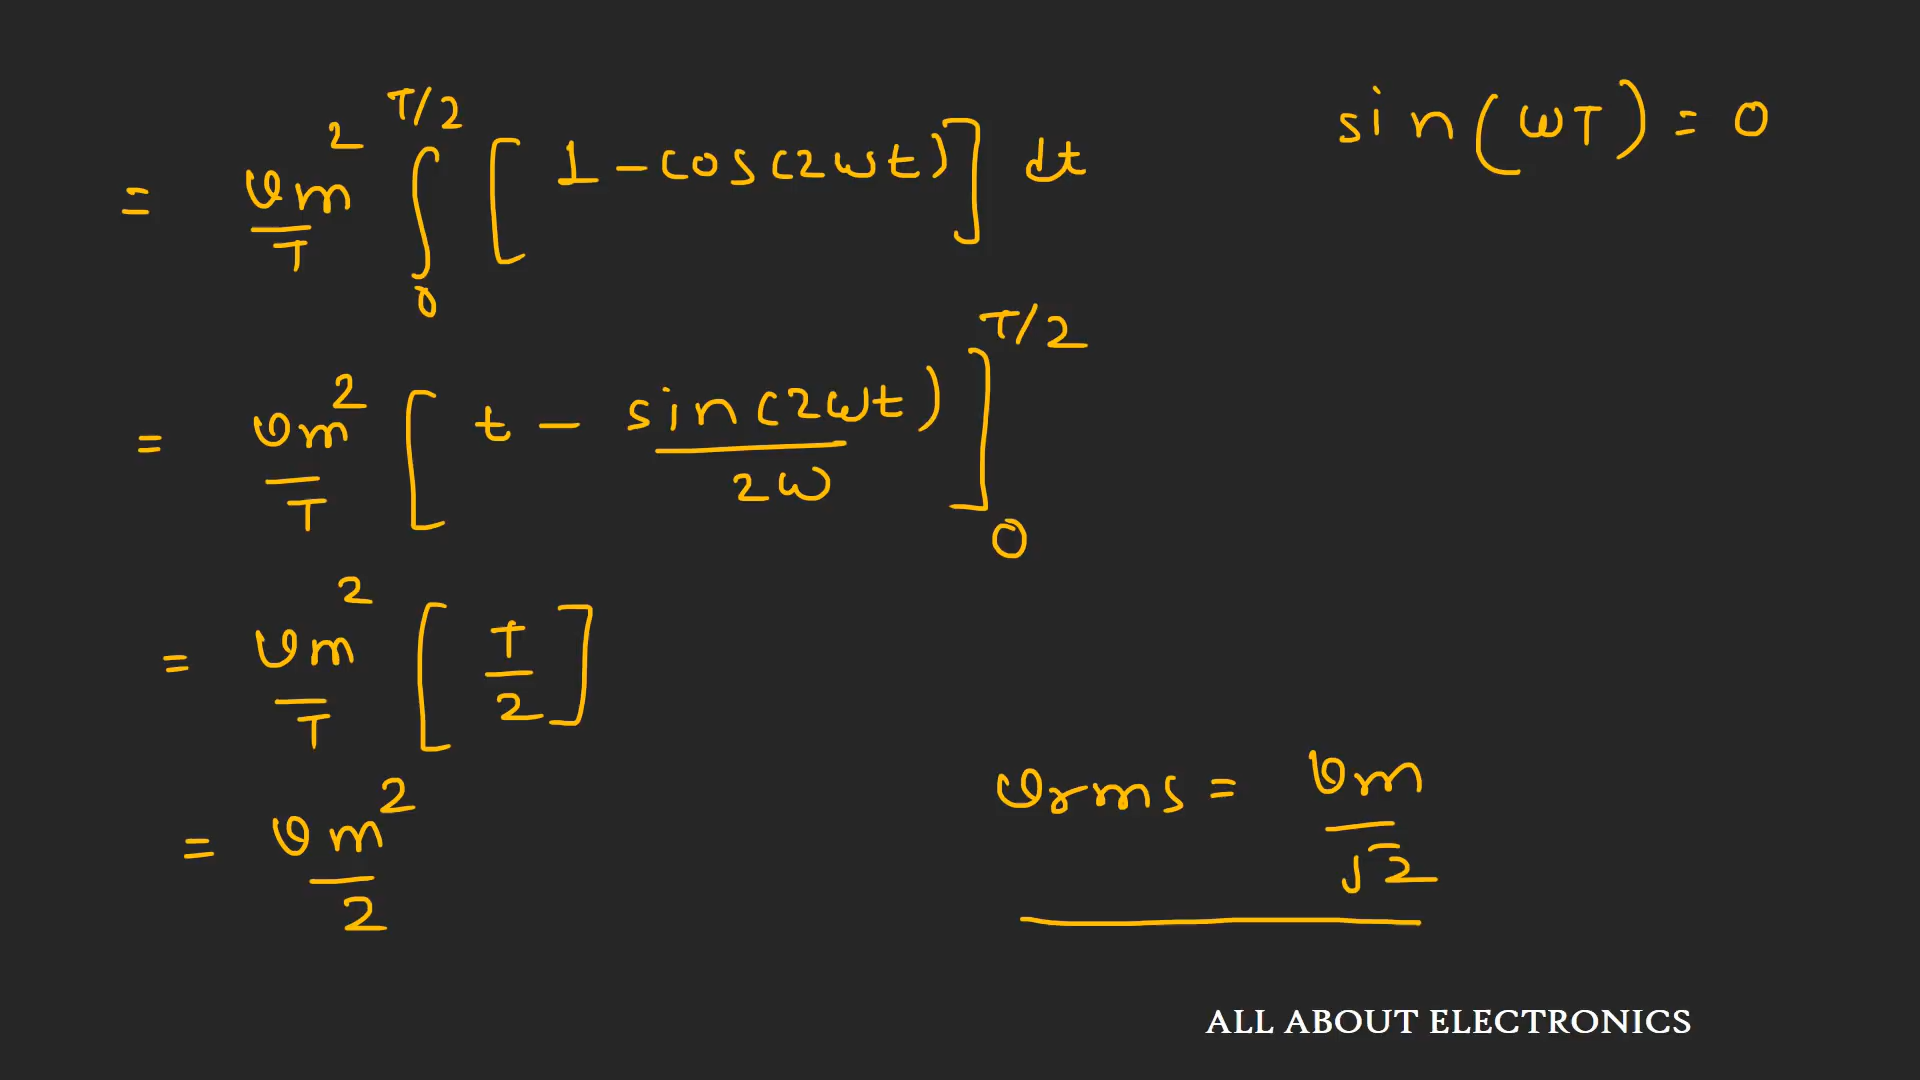 = vm²/T ∫₀^T/2 [1 - cos(2ωt)] dt
sin(ωT) = 0
= vm²/T [t - sin(2ωt)/2ω]₀^T/2
= vm²/T [T/2]
= vm²/2
vrms = vm/√2
ALL ABOUT ELECTRONICS